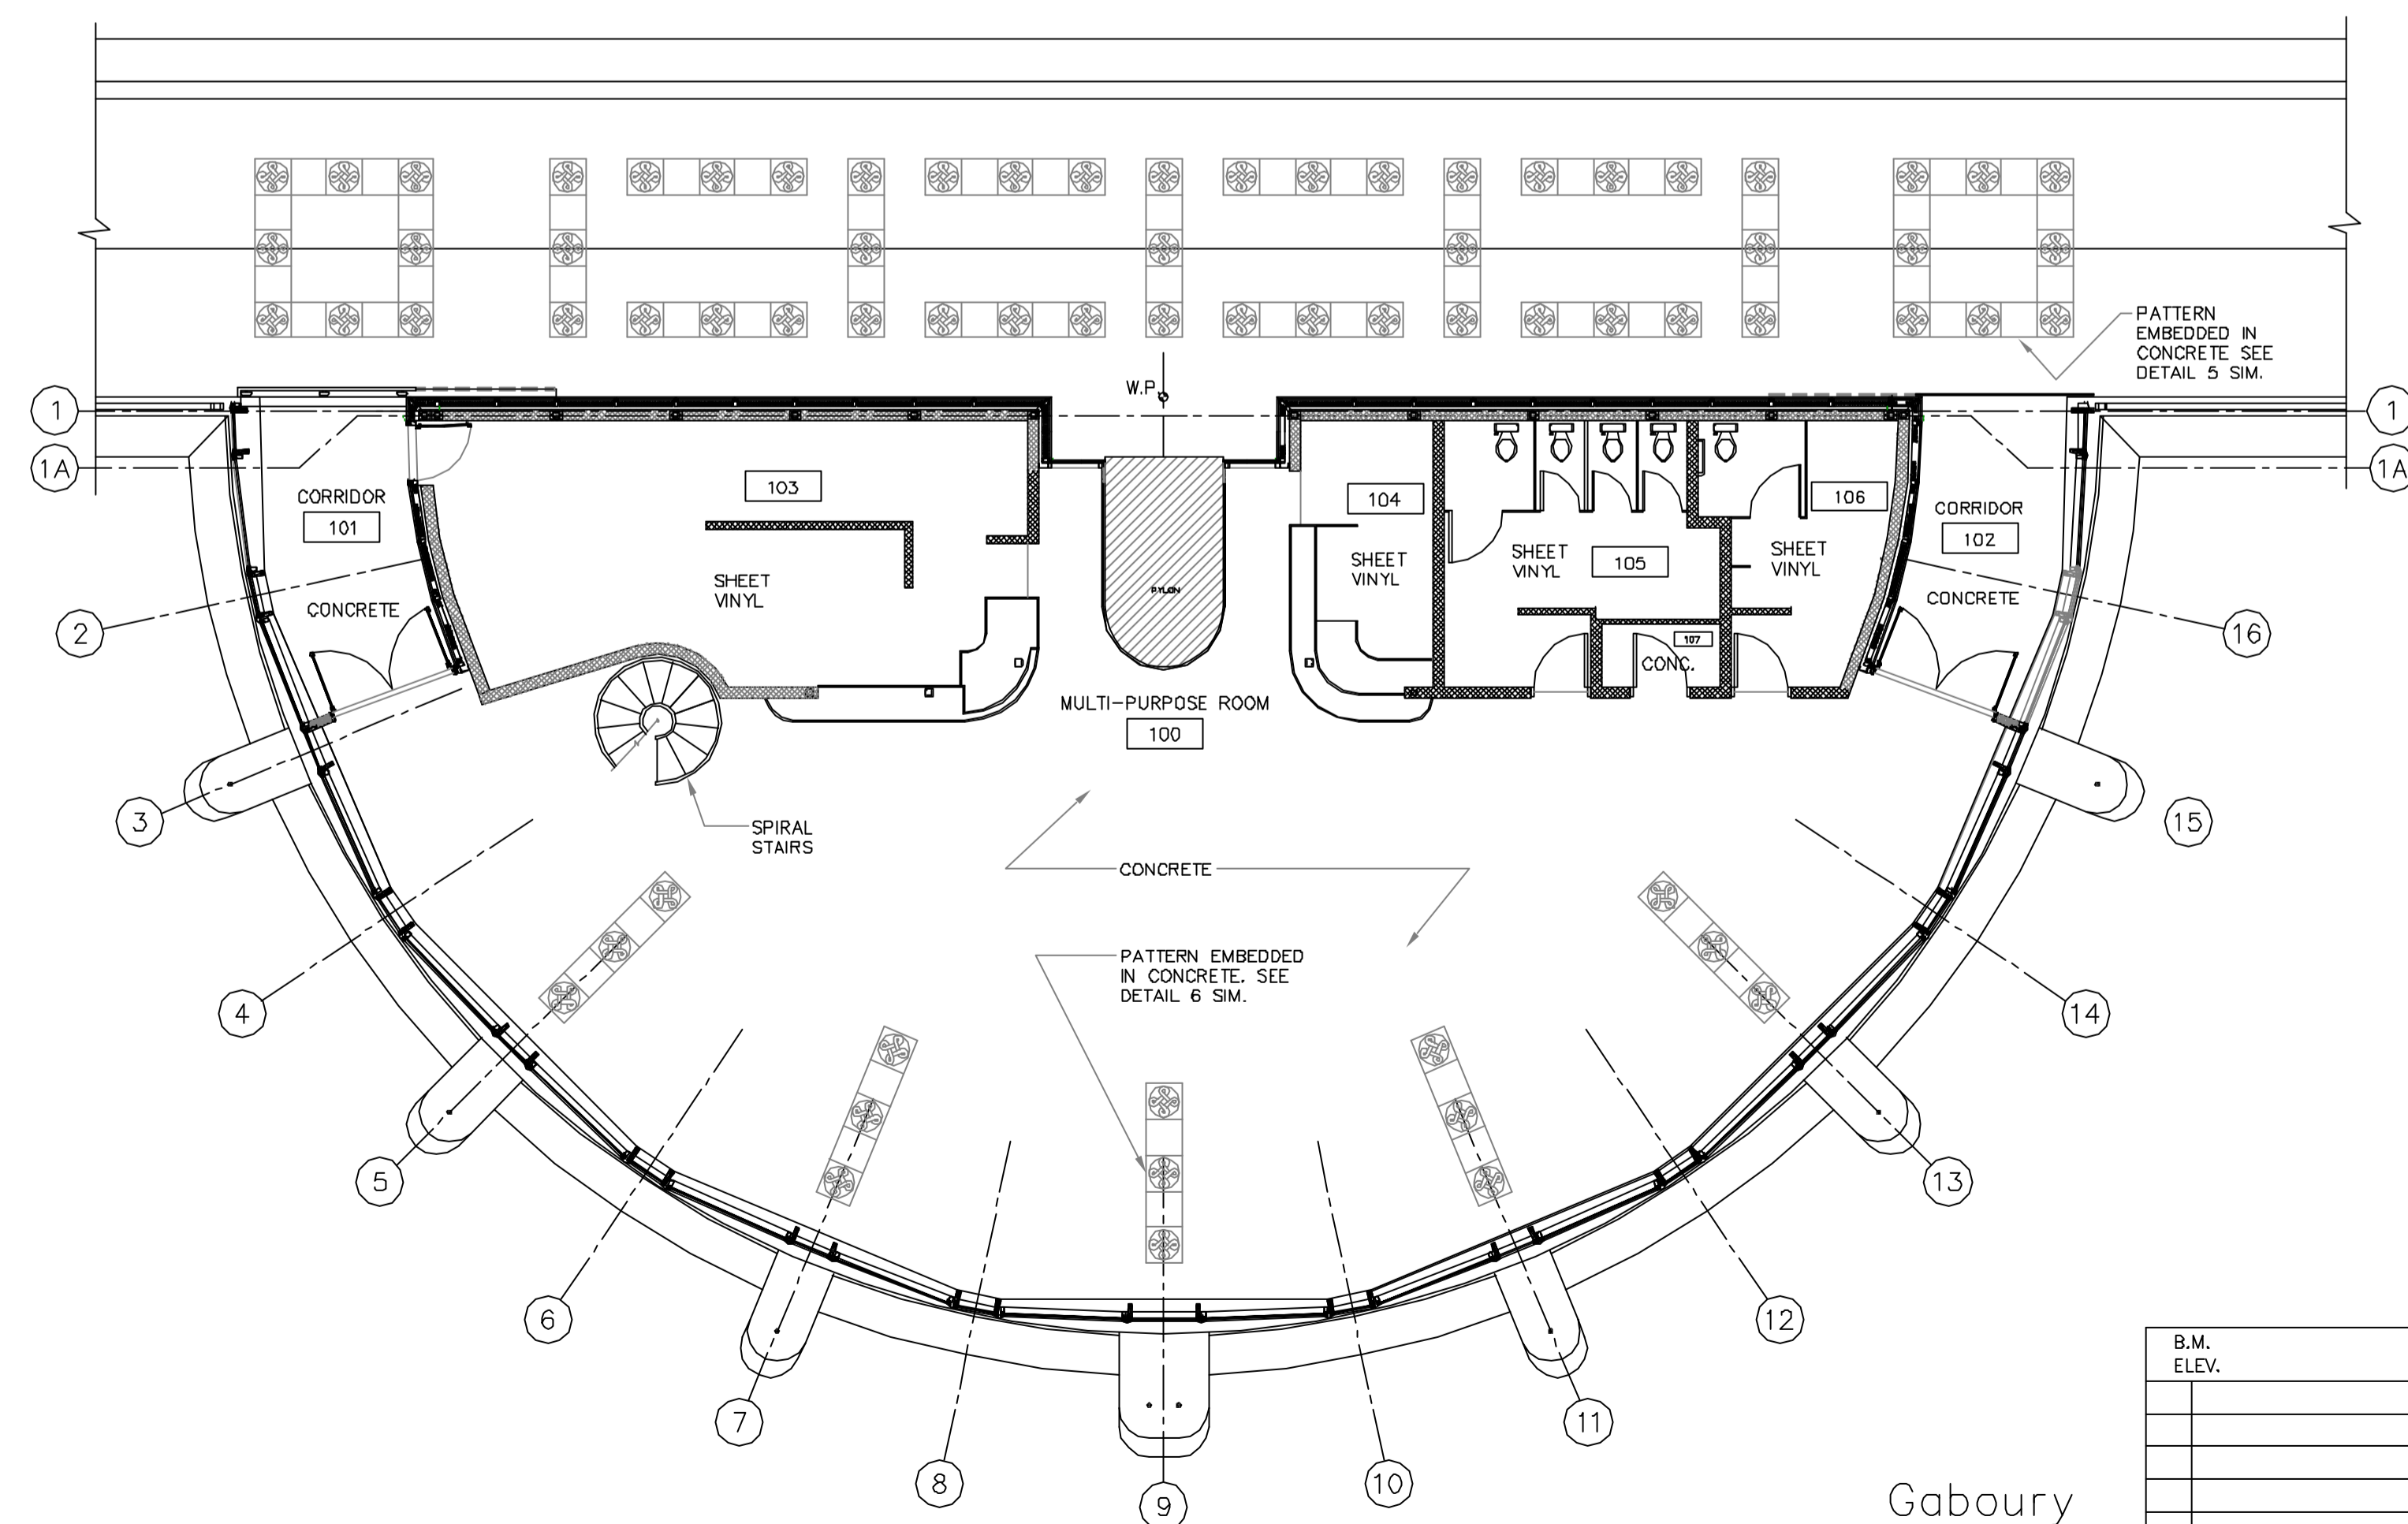 PATTERN
EMBEDDED IN
CONCRETE SEE
DETAIL 5 SIM.
W.P.
1
1
1A
1A
CORRIDOR
101
CONCRETE
103
SHEET
VINYL
PYLON
104
SHEET
VINYL
SHEET
VINYL
105
106
SHEET
VINYL
107
CONC.
CORRIDOR
102
CONCRETE
2
16
MULTI-PURPOSE ROOM
100
3
15
SPIRAL
STAIRS
CONCRETE
PATTERN EMBEDDED
IN CONCRETE. SEE
DETAIL 6 SIM.
4
14
5
13
6
12
7
11
8
10
9
B.M.
ELEV.
Gaboury